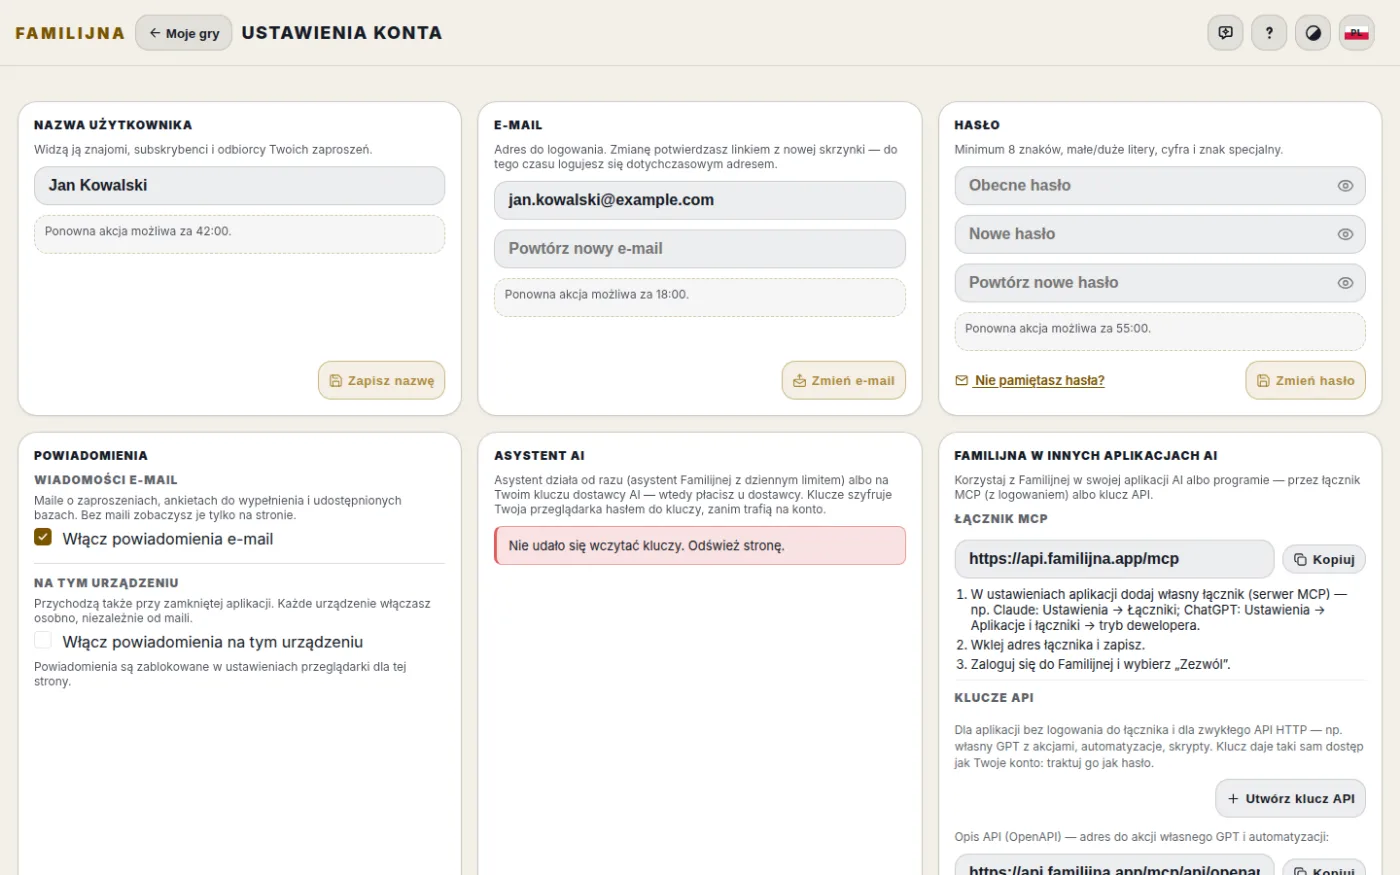 FAMILIJNA
← Moje gry
USTAWIENIA KONTA
?
PL
NAZWA UŻYTKOWNIKA
Widzą ją znajomi, subskrybenci i odbiorcy Twoich zaproszeń.
Jan Kowalski
Ponowna akcja możliwa za 42:00.
Zapisz nazwę
E-MAIL
Adres do logowania. Zmianę potwierdzasz linkiem z nowej skrzynki — do
tego czasu logujesz się dotychczasowym adresem.
jan.kowalski@example.com
Powtórz nowy e-mail
Ponowna akcja możliwa za 18:00.
Zmień e-mail
HASŁO
Minimum 8 znaków, małe/duże litery, cyfra i znak specjalny.
Obecne hasło
Nowe hasło
Powtórz nowe hasło
Ponowna akcja możliwa za 55:00.
Nie pamiętasz hasła?
Zmień hasło
POWIADOMIENIA
WIADOMOŚCI E-MAIL
Maile o zaproszeniach, ankietach do wypełnienia i udostępnionych
bazach. Bez maili zobaczysz je tylko na stronie.
Włącz powiadomienia e-mail
NA TYM URZĄDZENIU
Przychodzą także przy zamkniętej aplikacji. Każde urządzenie włączasz
osobno, niezależnie od maili.
Włącz powiadomienia na tym urządzeniu
Powiadomienia są zablokowane w ustawieniach przeglądarki dla tej
strony.
ASYSTENT AI
Asystent działa od razu (asystent Familijnej z dziennym limitem) albo na
Twoim kluczu dostawcy AI — wtedy płacisz u dostawcy. Klucze szyfruje
Twoja przeglądarka hasłem do kluczy, zanim trafią na konto.
Nie udało się wczytać kluczy. Odśwież stronę.
FAMILIJNA W INNYCH APLIKACJACH AI
Korzystaj z Familijnej w swojej aplikacji AI albo programie — przez łącznik
MCP (z logowaniem) albo klucz API.
ŁĄCZNIK MCP
https://api.familijna.app/mcp
Kopiuj
1. W ustawieniach aplikacji dodaj własny łącznik (serwer MCP) —
np. Claude: Ustawienia → Łączniki; ChatGPT: Ustawienia →
Aplikacje i łączniki → tryb dewelopera.
2. Wklej adres łącznika i zapisz.
3. Zaloguj się do Familijnej i wybierz „Zezwól”.
KLUCZE API
Dla aplikacji bez logowania do łącznika i dla zwykłego API HTTP — np.
własny GPT z akcjami, automatyzacje, skrypty. Klucz daje taki sam dostęp
jak Twoje konto: traktuj go jak hasło.
+ Utwórz klucz API
Opis API (OpenAPI) — adres do akcji własnego GPT i automatyzacji:
https://api.familijna.app/mcp/api/openap
Kopiuj